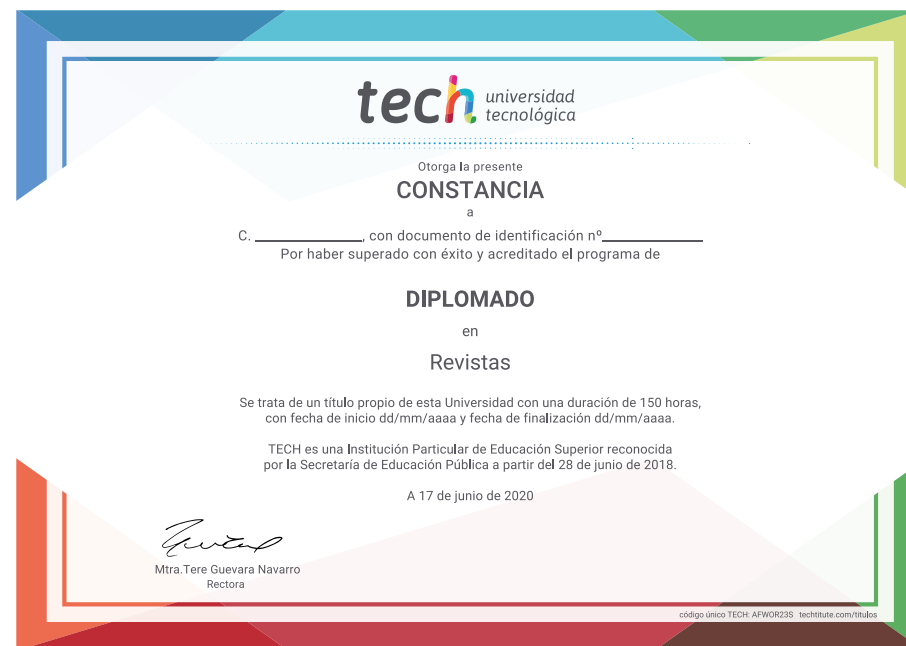 tech universidad
tecnológica
Otorga la presente
CONSTANCIA
a
C. ____________, con documento de identificación nº____________
Por haber superado con éxito y acreditado el programa de
DIPLOMADO
en
Revistas
Se trata de un título propio de esta Universidad con una duración de 150 horas,
con fecha de inicio dd/mm/aaaa y fecha de finalización dd/mm/aaaa.
TECH es una Institución Particular de Educación Superior reconocida
por la Secretaría de Educación Pública a partir del 28 de junio de 2018.
A 17 de junio de 2020
Mtra.Tere Guevara Navarro
Rectora
código único TECH: AFWOR23S techtitute.com/titulos